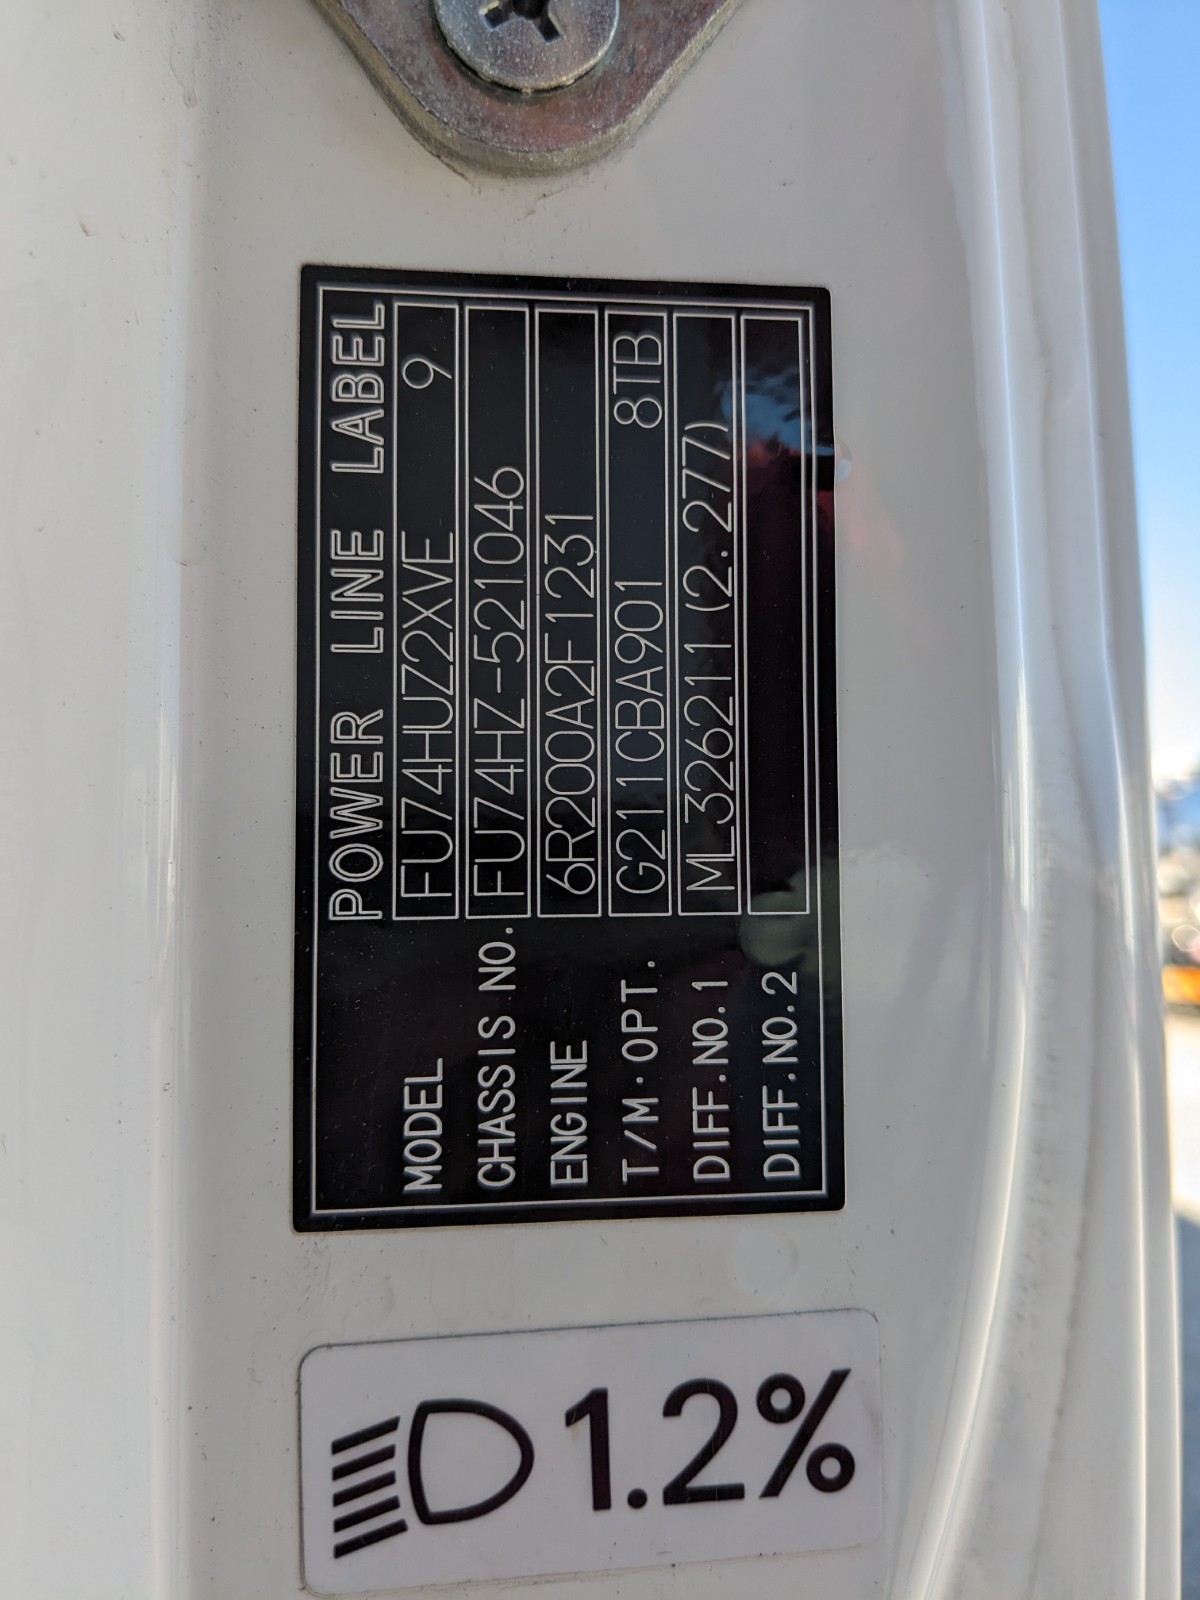 POWER LINE LABEL
MODEL FU74HUZ2XVE 9
CHASSIS NO. FU74HZ-521046
ENGINE 6R200A2F1231
T/M·OPT. G211CBA901 8TB
DIFF.NO.1 ML326211(2.277)
DIFF.NO.2
1.2%